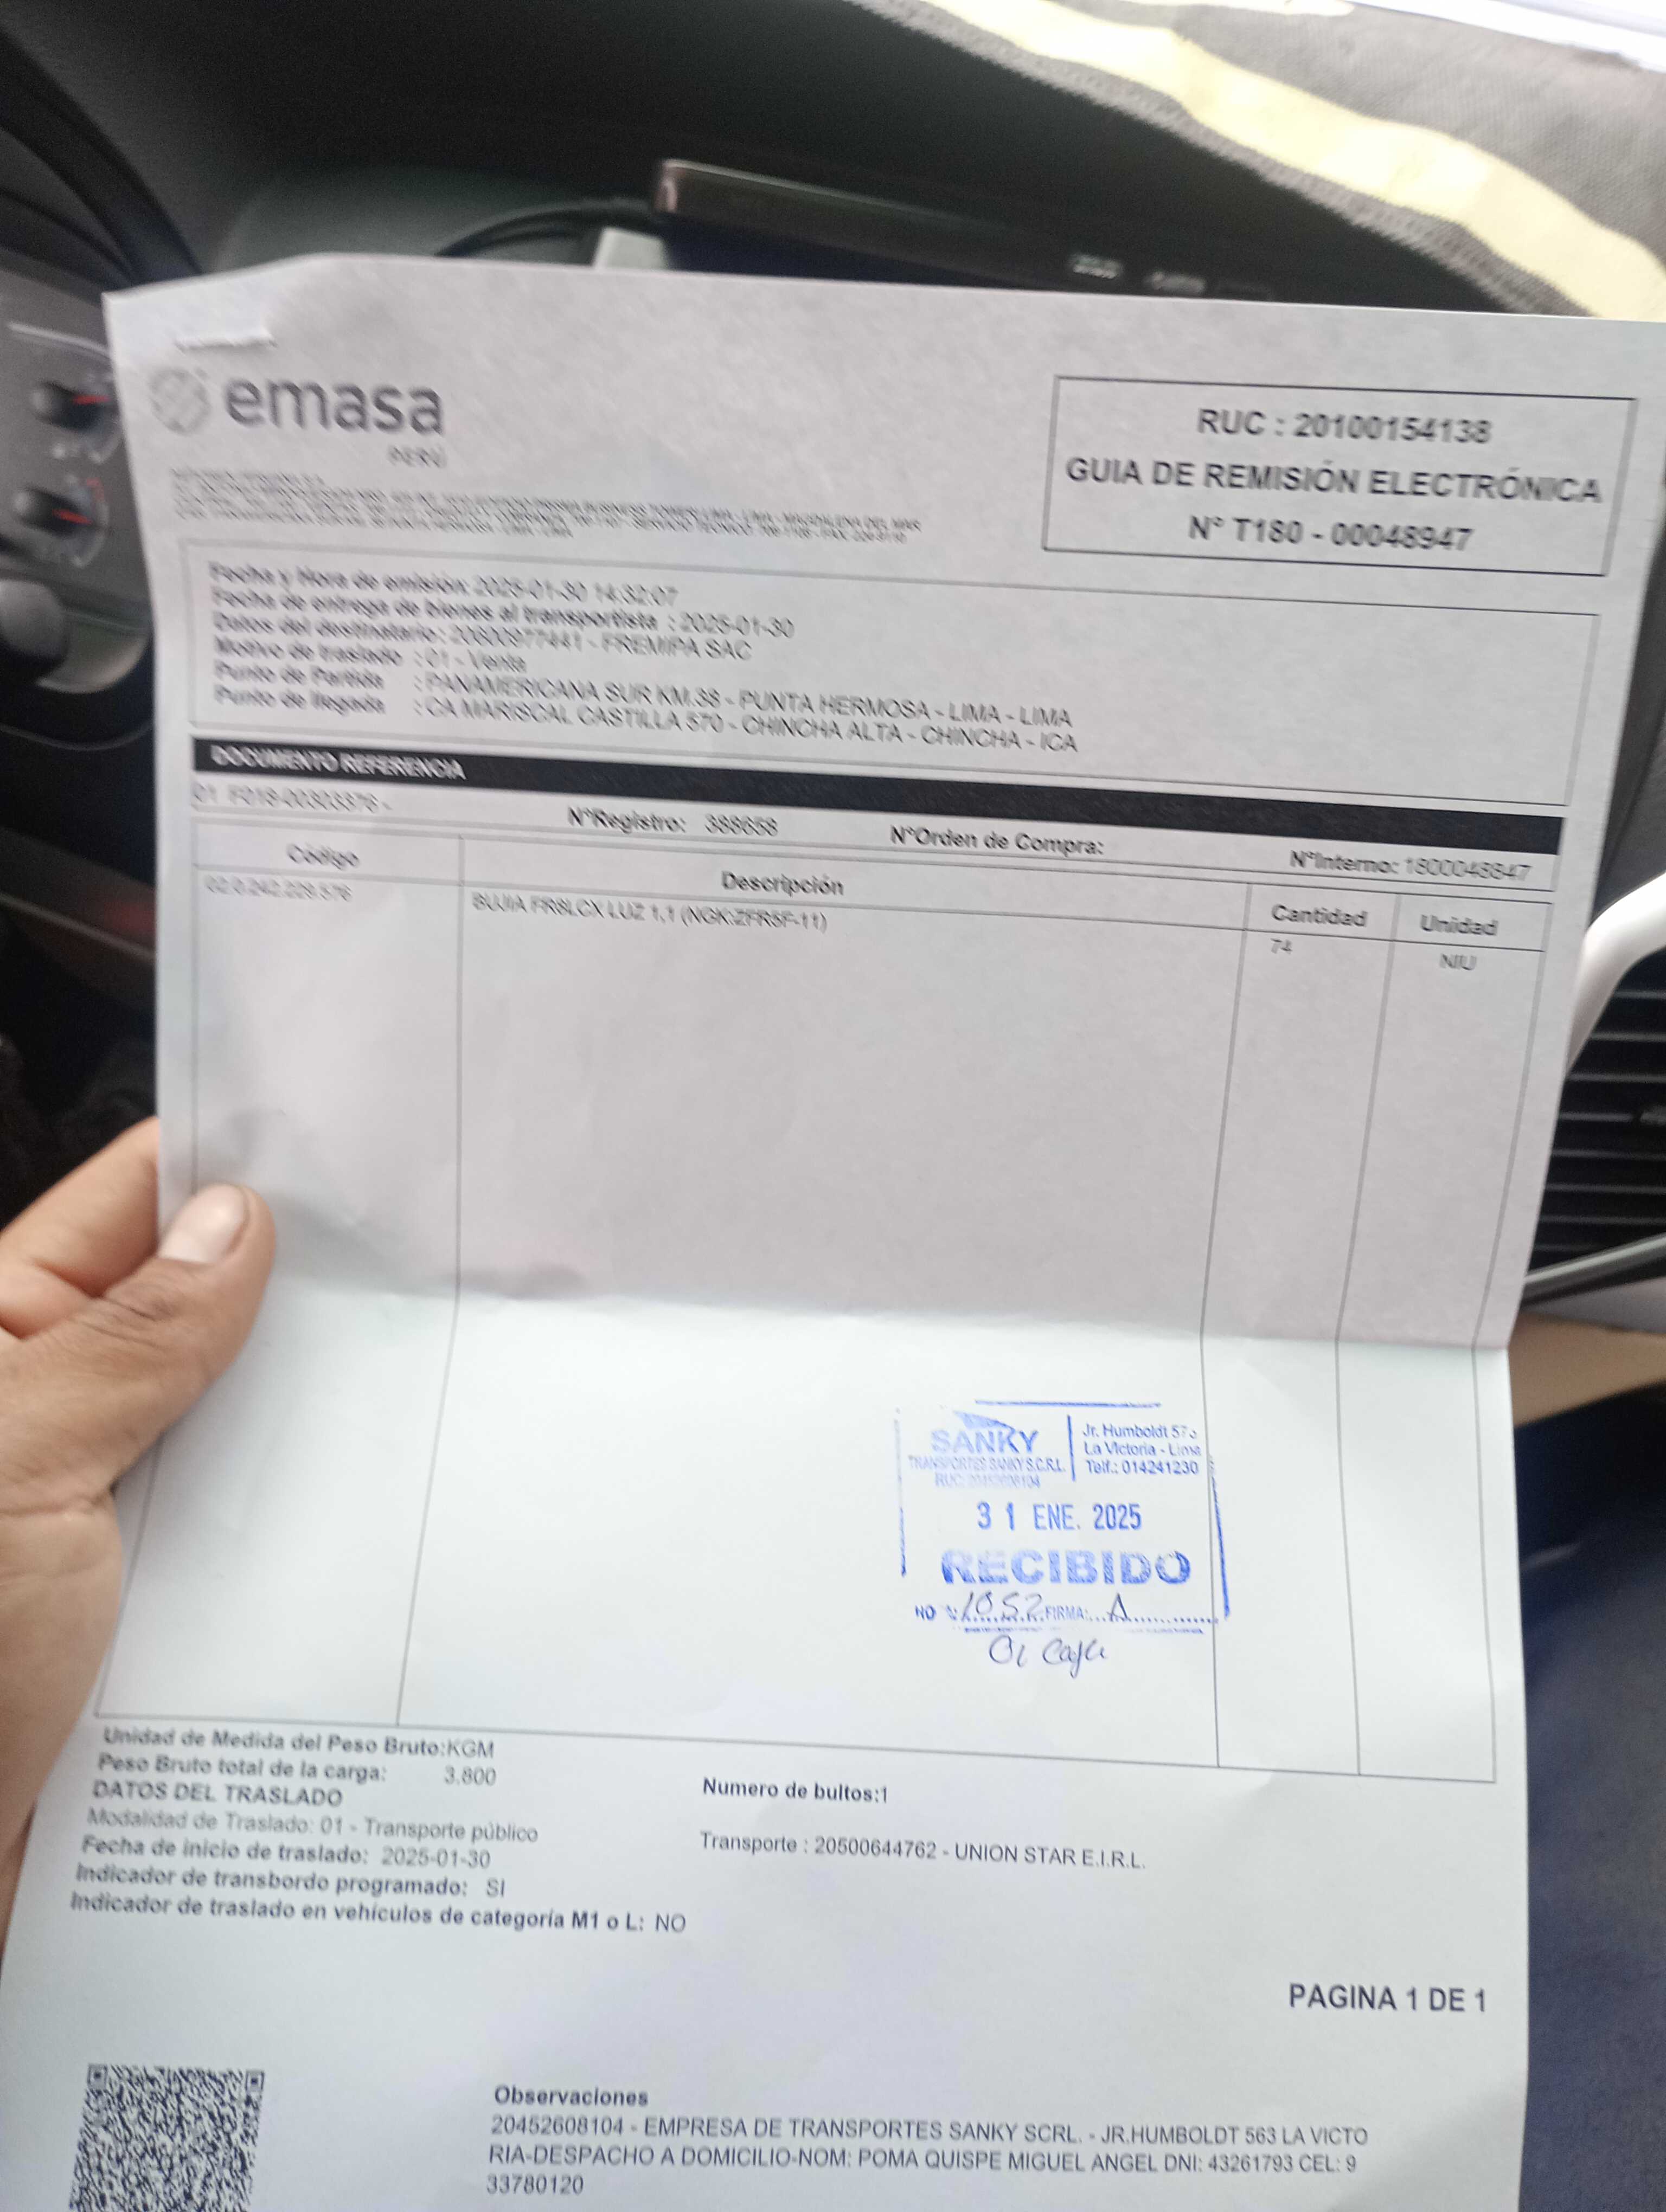 emasa
PERÚ
RUC : 20100154138
GUIA DE REMISIÓN ELECTRÓNICA
N° T180 - 00048947
Fecha y Hora de emisión: 2025-01-30 14:32:07
Fecha de entrega de bienes al transportista : 2025-01-30
Datos del destinatario: 20600977441 - FREMIPA SAC
Motivo de traslado : 01 - Venta
Punto de Partida : PANAMERICANA SUR KM.38 - PUNTA HERMOSA - LIMA - LIMA
Punto de llegada : CA MARISCAL CASTILLA 570 - CHINCHA ALTA - CHINCHA - ICA
DOCUMENTO REFERENCIA
01 N°Registro: 388658 N°Orden de Compra: N°Interno:
Código Descripción Cantidad Unidad
BUJIA FR8LCX LUZ 1,1 (NGK:ZFR5F-11) 74 NIU
SANKY
TRANSPORTES SANKY S.C.R.L.
Jr. Humboldt
La Victoria - Lima
Telf.: 014241230
31 ENE. 2025
RECIBIDO
1052 FIRMA:
01 Caja
Unidad de Medida del Peso Bruto:KGM
Peso Bruto total de la carga: 3.800
Numero de bultos:1
DATOS DEL TRASLADO
Modalidad de Traslado: 01 - Transporte público
Transporte : 20500644762 - UNION STAR E.I.R.L.
Fecha de inicio de traslado: 2025-01-30
Indicador de transbordo programado: SI
Indicador de traslado en vehículos de categoría M1 o L: NO
PAGINA 1 DE 1
Observaciones
20452608104 - EMPRESA DE TRANSPORTES SANKY SCRL. - JR.HUMBOLDT 563 LA VICTO
RIA-DESPACHO A DOMICILIO-NOM: POMA QUISPE MIGUEL ANGEL DNI: 43261793 CEL: 9
33780120